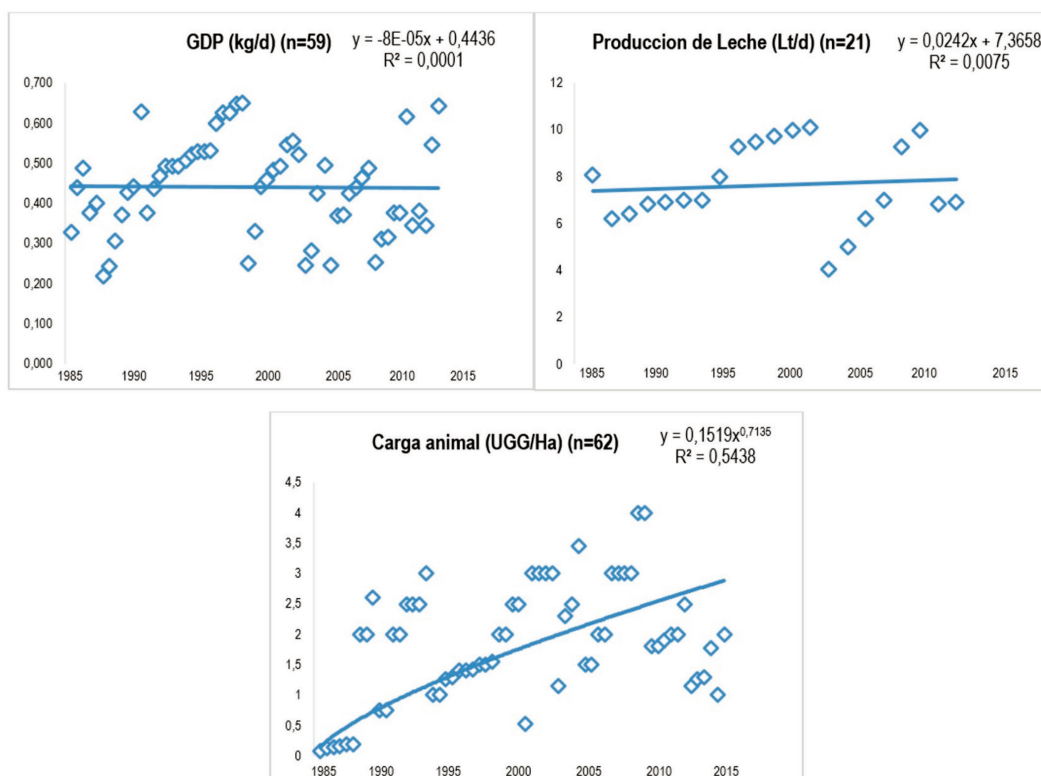 GDP (kg/d) (n=59)
y = -8E-05x + 0,4436
R² = 0,0001
0,700
0,600
0,500
0,400
0,300
0,200
0,100
0,000
1985 1990 1995 2000 2005 2010 2015
Produccion de Leche (Lt/d) (n=21)
y = 0,0242x + 7,3658
R² = 0,0075
12
10
8
6
4
2
0
1985 1990 1995 2000 2005 2010 2015
Carga animal (UGG/Ha) (n=62)
y = 0,1519x^0,7135
R² = 0,5438
4,5
4
3,5
3
2,5
2
1,5
1
0,5
0
1985 1990 1995 2000 2005 2010 2015